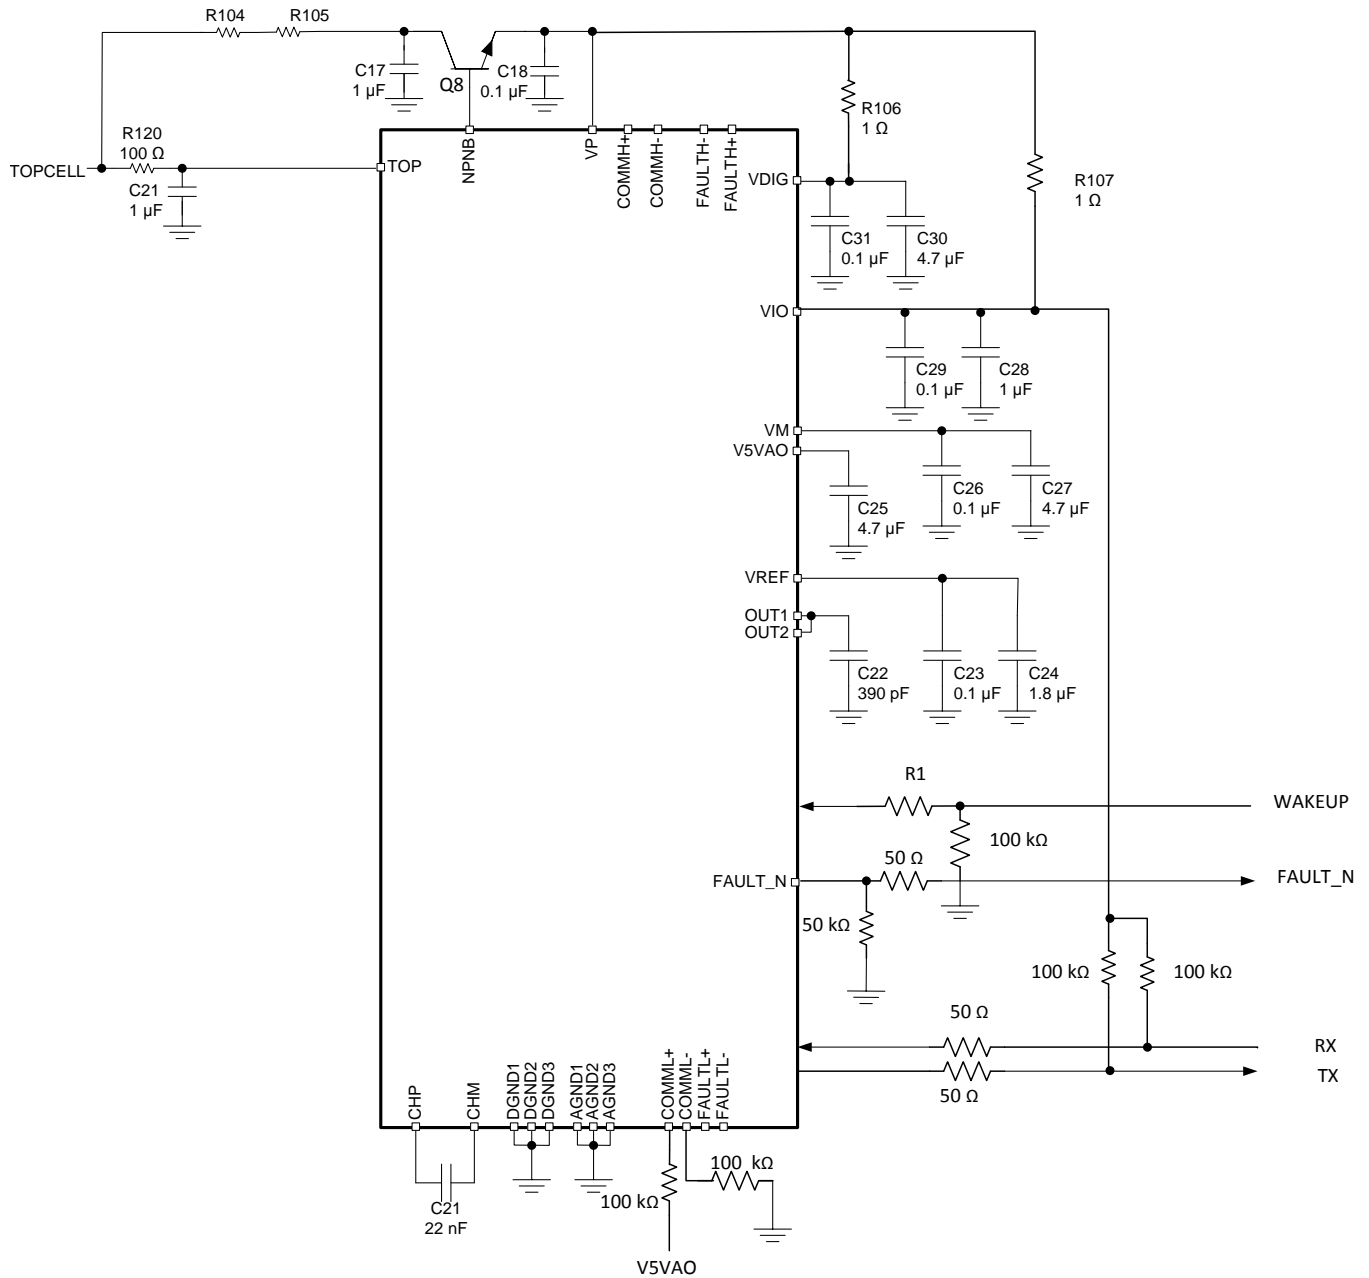 R104
R105
C17
1 µF
Q8
C18
0.1 µF
R106
1 Ω
R120
100 Ω
TOPCELL
C21
1 µF
TOP
NPNB
VP
COMMH+
COMMH-
FAULTH-
FAULTH+
VDIG
R107
1 Ω
C31
0.1 µF
C30
4.7 µF
VIO
C29
0.1 µF
C28
1 µF
VM
V5VAO
C25
4.7 µF
C26
0.1 µF
C27
4.7 µF
VREF
OUT1
OUT2
C22
390 pF
C23
0.1 µF
C24
1.8 µF
R1
WAKEUP
100 kΩ
50 Ω
FAULT_N
FAULT_N
50 kΩ
100 kΩ
100 kΩ
50 Ω
RX
TX
50 Ω
CHP
CHM
DGND1
DGND2
DGND3
AGND1
AGND2
AGND3
COMML+
COMML-
FAULTL+
FAULTL-
100 kΩ
100 kΩ
C21
22 nF
V5VAO